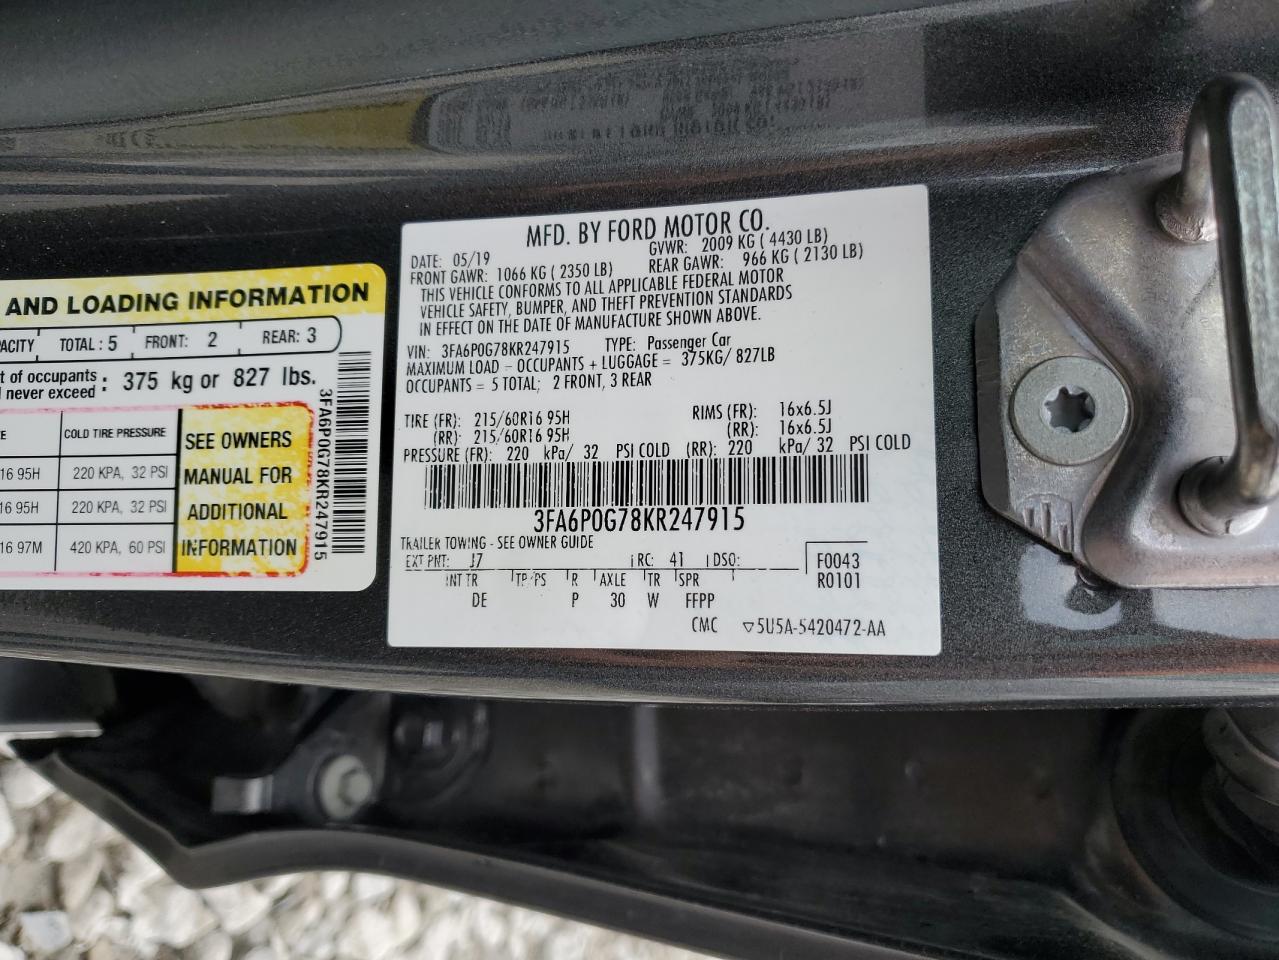 AND LOADING INFORMATION
TOTAL : 5 FRONT: 2 REAR: 3
of occupants : 375 kg or 827 lbs.
never exceed
COLD TIRE PRESSURE
16 95H 220 KPA, 32 PSI
16 95H 220 KPA, 32 PSI
16 97M 420 KPA, 60 PSI
SEE OWNERS
MANUAL FOR
ADDITIONAL
INFORMATION
3FA6P0G78KR247915
MFD. BY FORD MOTOR CO.
DATE: 05/19 GVWR: 2009 KG ( 4430 LB)
FRONT GAWR: 1066 KG ( 2350 LB) REAR GAWR: 966 KG ( 2130 LB)
THIS VEHICLE CONFORMS TO ALL APPLICABLE FEDERAL MOTOR
VEHICLE SAFETY, BUMPER, AND THEFT PREVENTION STANDARDS
IN EFFECT ON THE DATE OF MANUFACTURE SHOWN ABOVE.
VIN: 3FA6P0G78KR247915 TYPE: Passenger Car
MAXIMUM LOAD - OCCUPANTS + LUGGAGE = 375KG/ 827LB
OCCUPANTS = 5 TOTAL; 2 FRONT, 3 REAR
TIRE (FR): 215/60R16 95H RIMS (FR): 16x6.5J
(RR): 215/60R16 95H (RR): 16x6.5J
PRESSURE (FR): 220 kPa/ 32 PSI COLD (RR): 220 kPa/ 32 PSI COLD
3FA6P0G78KR247915
TRAILER TOWING - SEE OWNER GUIDE
EXT PNT: J7 RC: 41 DSO: F0043
INT TR TP/PS R AXLE TR SPR R0101
DE P 30 W FFPP
CMC ▽5U5A-5420472-AA